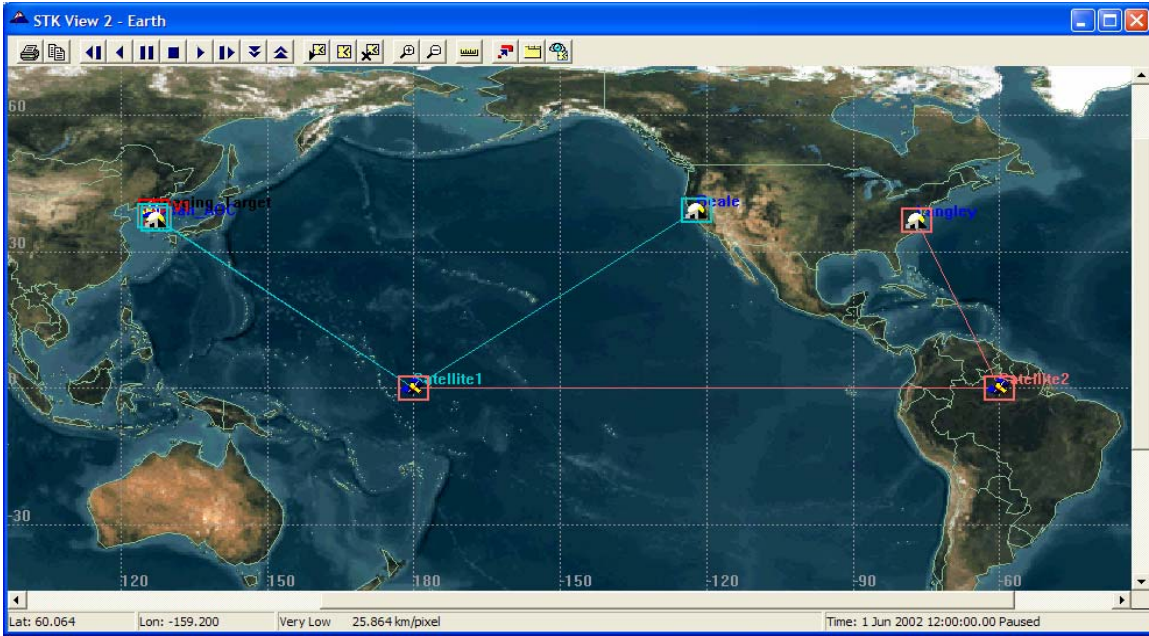 STK View 2 - Earth
60
Imaging_Target
Beale
Langley
30
0
Satellite1
Satellite2
-30
120
150
180
-150
-120
-90
-60
Lat: 60.064
Lon: -159.200
Very Low
25.864 km/pixel
Time: 1 Jun 2002 12:00:00.00 Paused